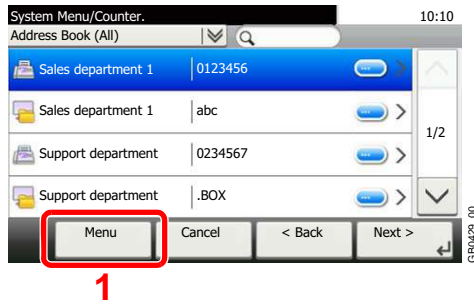 System Menu/Counter. 10:10
Address Book (All)
Sales department 1 0123456
Sales department 1 abc
1/2
Support department 0234567
Support department .BOX
Menu Cancel < Back Next >
GB0429_00
1